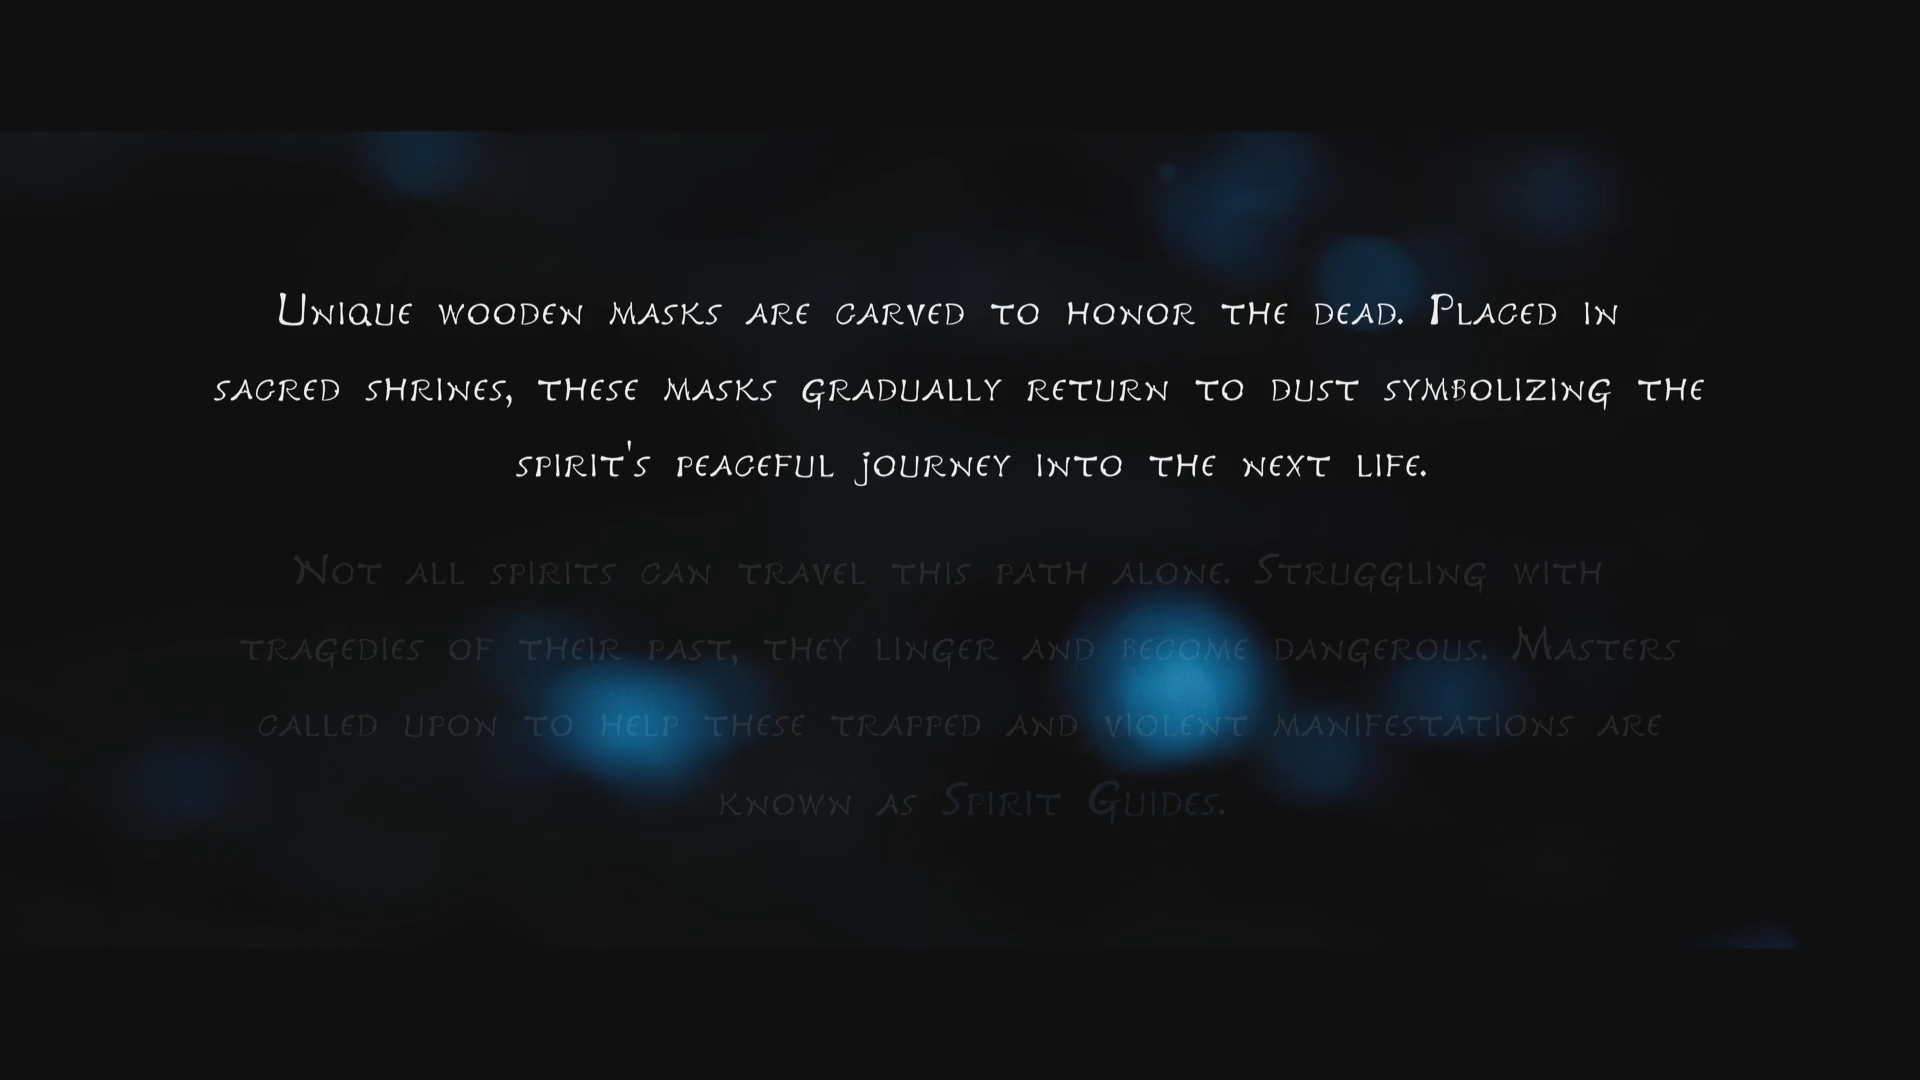 Unique wooden masks are carved to honor the dead. Placed in
sacred shrines, these masks gradually return to dust symbolizing the
spirit's peaceful journey into the next life.
Not all spirits can travel this path alone. Struggling with
tragedies of their past, they linger and become dangerous. Masters
called upon to help these trapped and violent manifestations are
known as Spirit Guides.